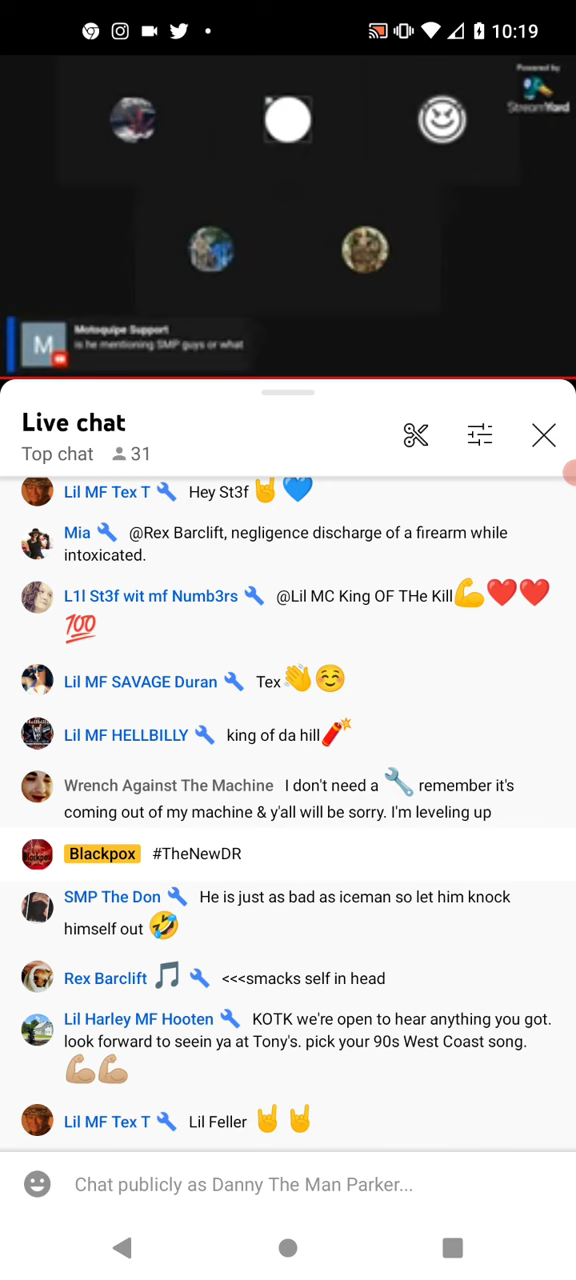 10:19
Powered by
StreamYard
M
Motoquipe Support
is he mentioning SMP guys or what
Live chat
Top chat 31
Lil MF Tex T 🔧 Hey St3f 🤘💙
Mia 🔧 @Rex Barclift, negligence discharge of a firearm while
intoxicated.
L1l St3f wit mf Numb3rs 🔧 @Lil MC King OF THe Kill💪❤️❤️
💯
Lil MF SAVAGE Duran 🔧 Tex👋☺️
Lil MF HELLBILLY 🔧 king of da hill🧨
Wrench Against The Machine I don't need a 🔧 remember it's
coming out of my machine & y'all will be sorry. I'm leveling up
Blackpox #TheNewDR
SMP The Don 🔧 He is just as bad as iceman so let him knock
himself out 🤣
Rex Barclift 🎵 🔧 <<<smacks self in head
Lil Harley MF Hooten 🔧 KOTK we're open to hear anything you got.
look forward to seein ya at Tony's. pick your 90s West Coast song.
💪🏼💪🏼
Lil MF Tex T 🔧 Lil Feller 🤘 🤘
Chat publicly as Danny The Man Parker...